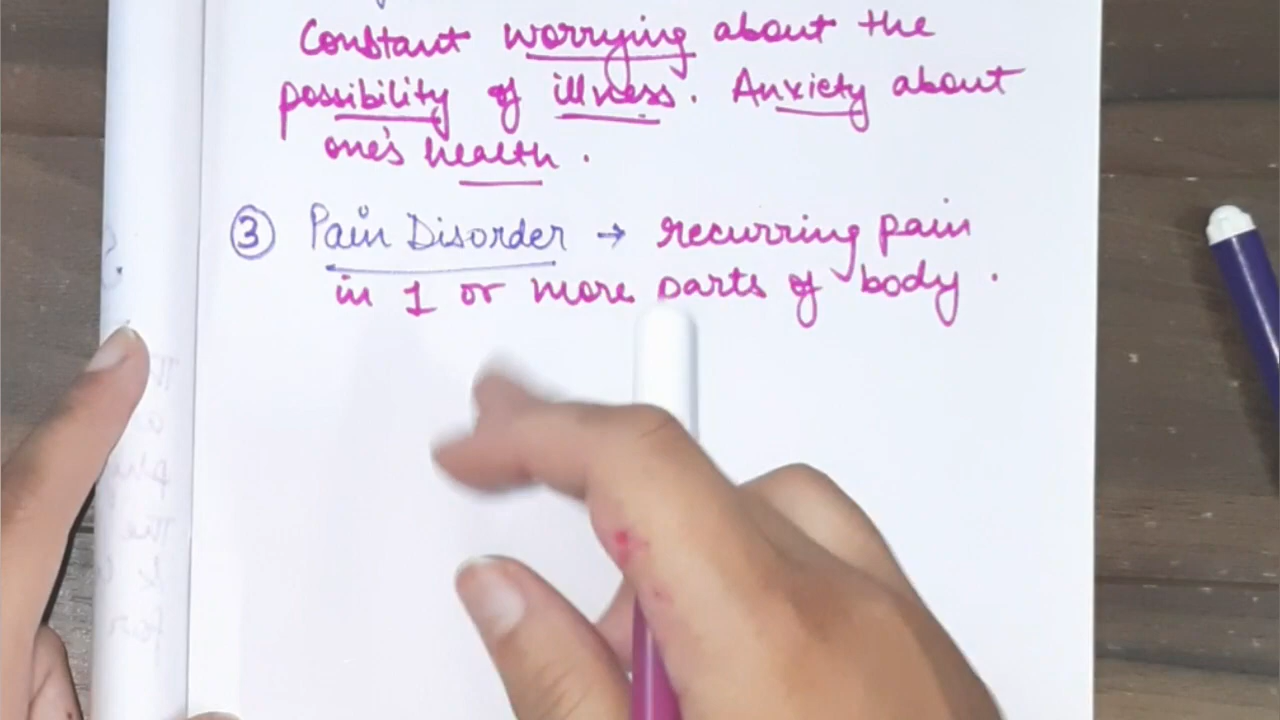 Constant worrying about the
possibility of illness. Anxiety about
one's health.
③ Pain Disorder → recurring pain
in 1 or more parts of body.